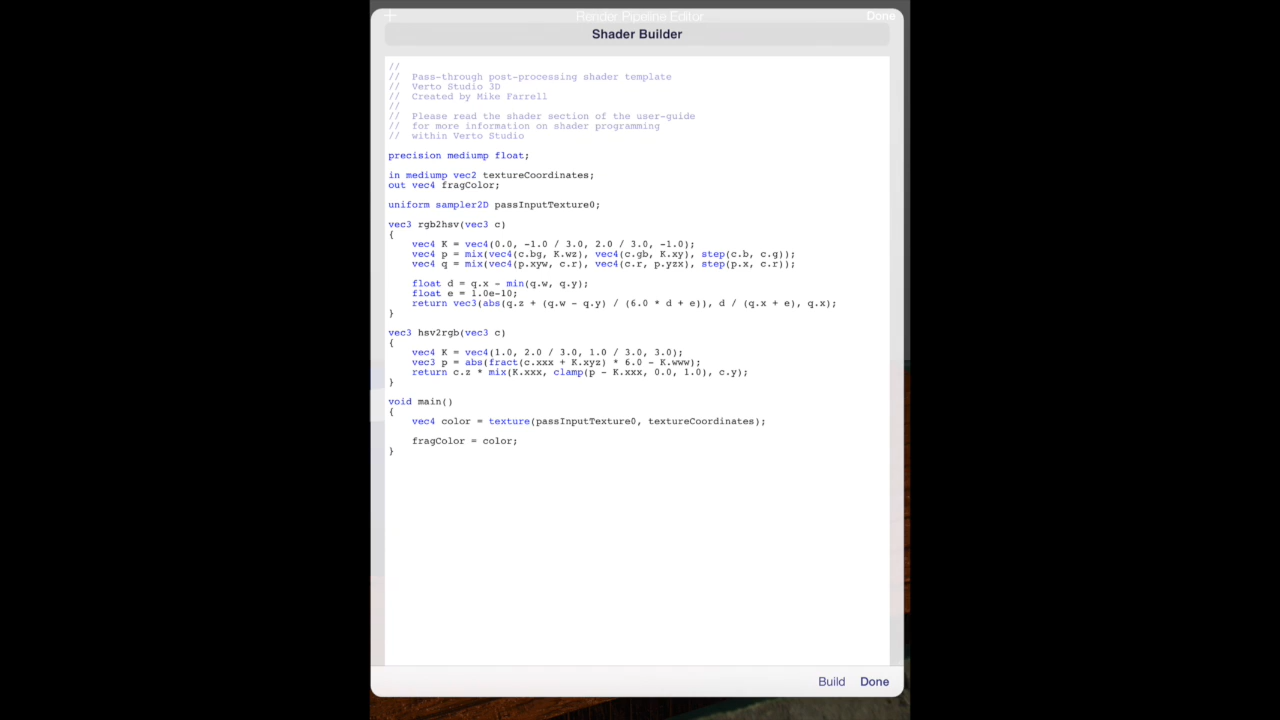 + Render Pipeline Editor Done
Shader Builder
//
// Pass-through post-processing shader template
// Verto Studio 3D
// Created by Mike Farrell
//
// Please read the shader section of the user-guide
// for more information on shader programming
// within Verto Studio
precision mediump float;
in mediump vec2 textureCoordinates;
out vec4 fragColor;
uniform sampler2D passInputTexture0;
vec3 rgb2hsv(vec3 c)
{
vec4 K = vec4(0.0, -1.0 / 3.0, 2.0 / 3.0, -1.0);
vec4 p = mix(vec4(c.bg, K.wz), vec4(c.gb, K.xy), step(c.b, c.g));
vec4 q = mix(vec4(p.xyw, c.r), vec4(c.r, p.yzx), step(p.x, c.r));
float d = q.x - min(q.w, q.y);
float e = 1.0e-10;
return vec3(abs(q.z + (q.w - q.y) / (6.0 * d + e)), d / (q.x + e), q.x);
}
vec3 hsv2rgb(vec3 c)
{
vec4 K = vec4(1.0, 2.0 / 3.0, 1.0 / 3.0, 3.0);
vec3 p = abs(fract(c.xxx + K.xyz) * 6.0 - K.www);
return c.z * mix(K.xxx, clamp(p - K.xxx, 0.0, 1.0), c.y);
}
void main()
{
vec4 color = texture(passInputTexture0, textureCoordinates);
fragColor = color;
}
Build Done